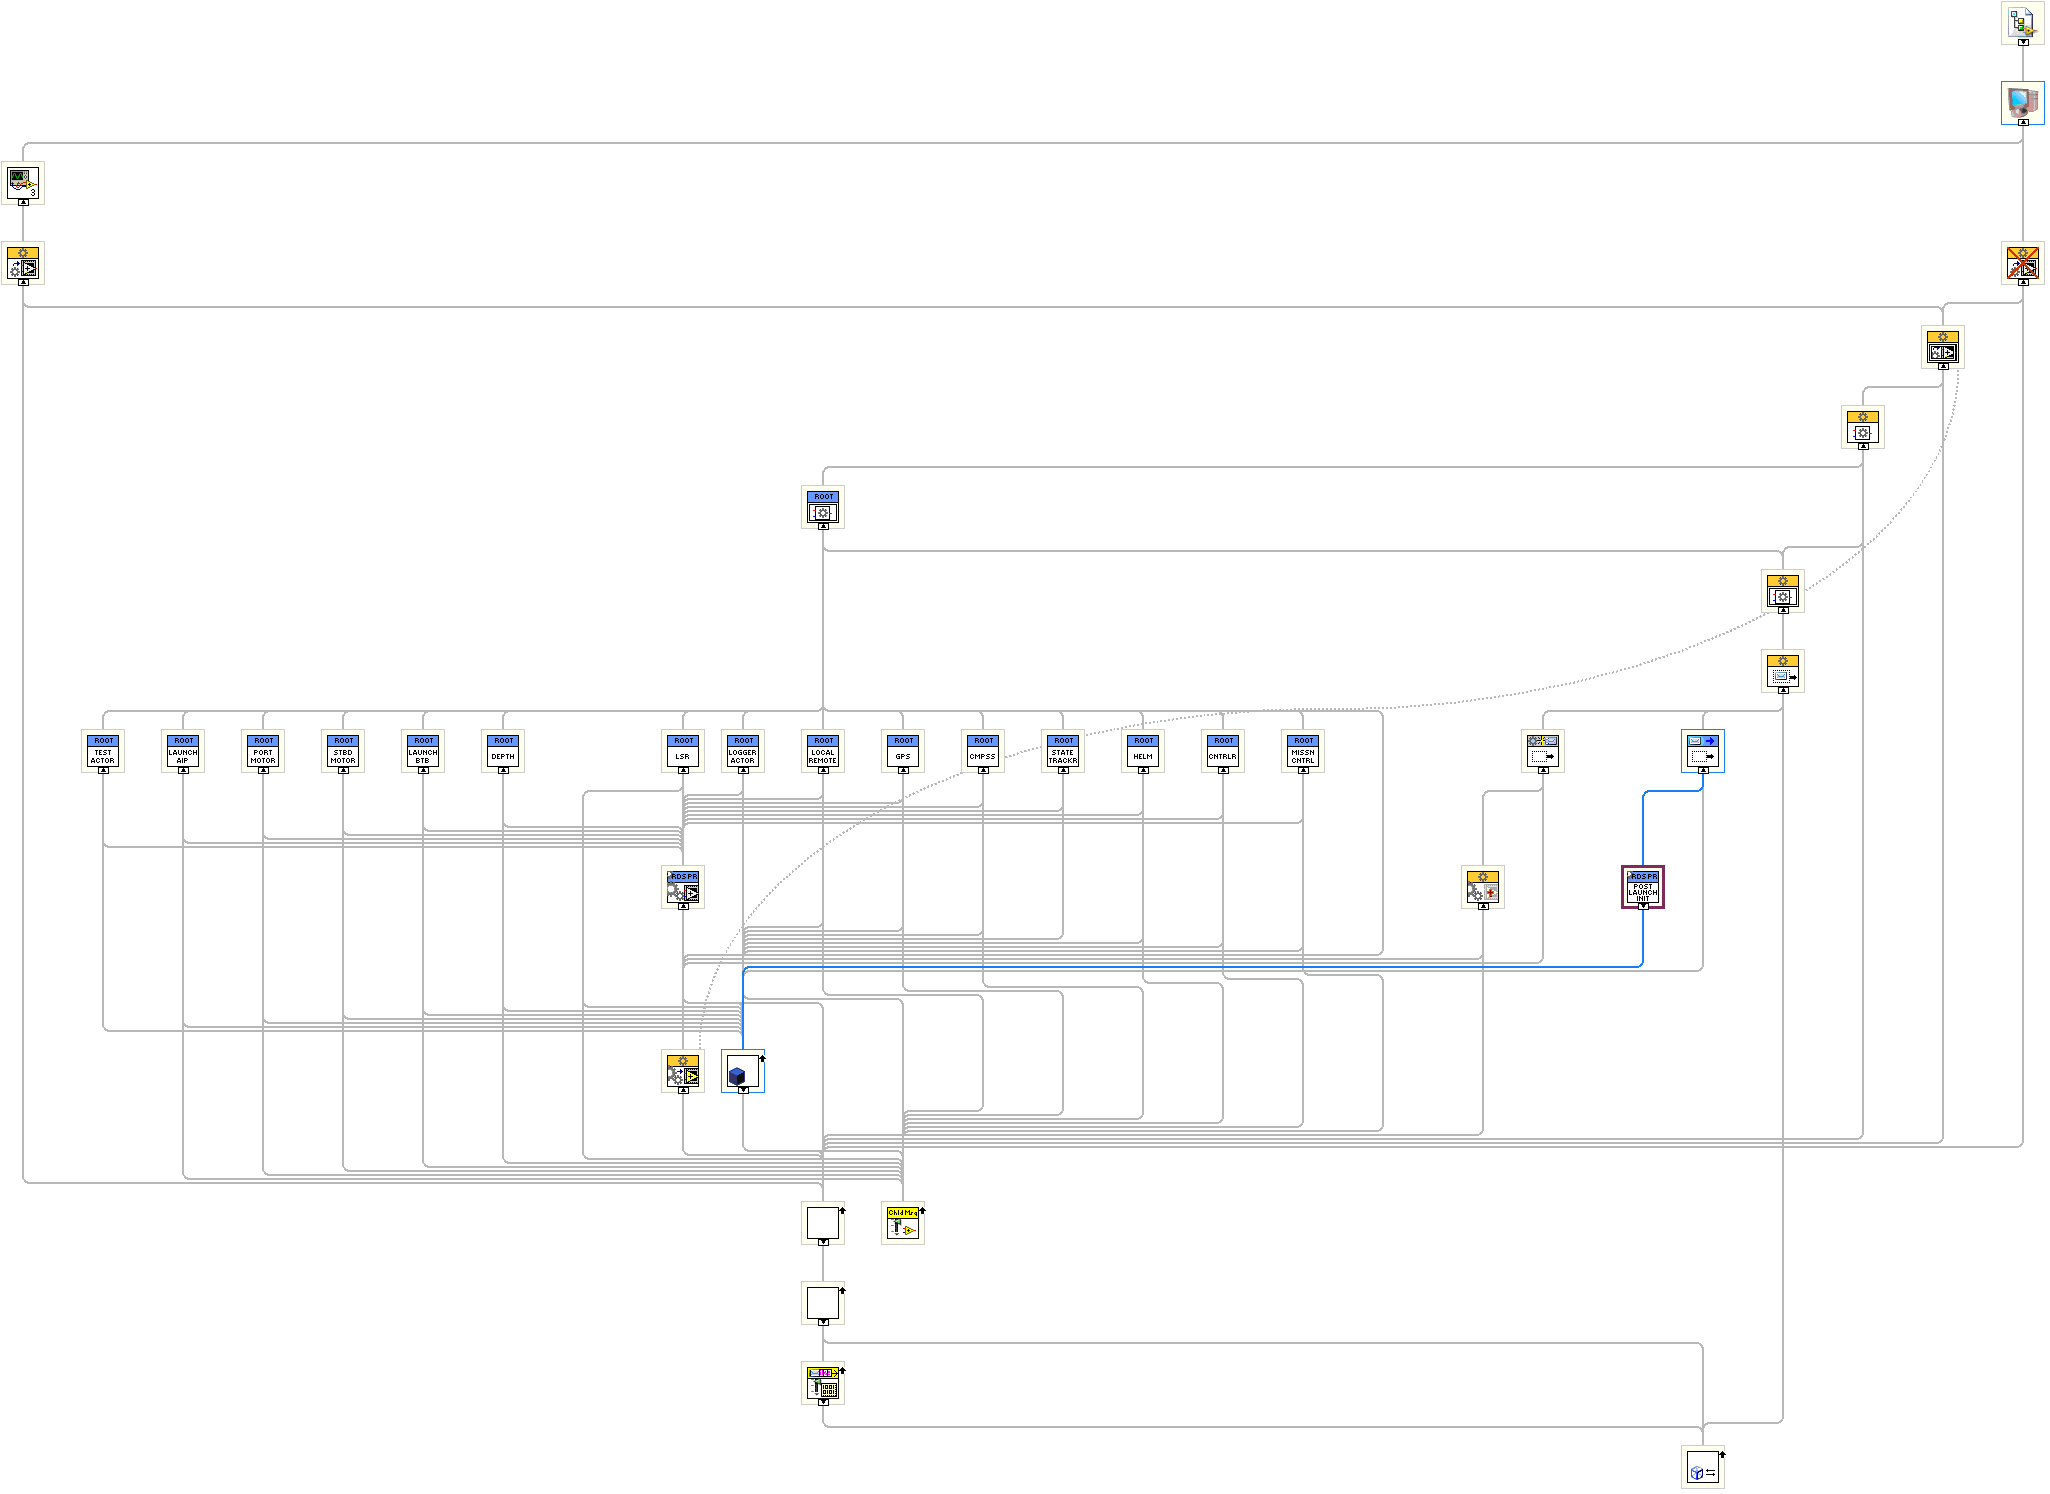 3
ROOT
ROOT
TEST
ACTOR
ROOT
LAUNCH
AIP
ROOT
PORT
MOTOR
ROOT
STBD
MOTOR
ROOT
LAUNCH
BTB
ROOT
DEPTH
ROOT
LSR
ROOT
LOGGER
ACTOR
ROOT
LOCAL
REMOTE
ROOT
GPS
ROOT
CMPSS
ROOT
STATE
TRACKR
ROOT
HELM
ROOT
CNTRLR
ROOT
MISSN
CNTRL
RDSPR
RDSPR
POST
LAUNCH
INIT
Chld Msg